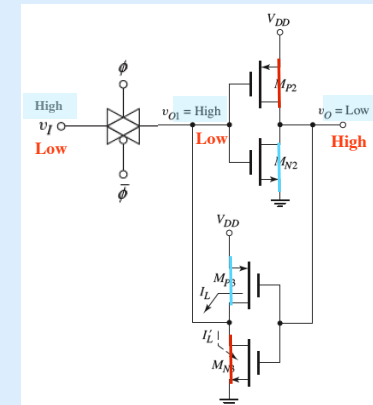 V_DD
ϕ
M_P2
High
v_O1 = High
v_O = Low
v_I
Low
Low
High
M_N2
ϕ̄
V_DD
M_P3
I_L
I′_L
M_N3